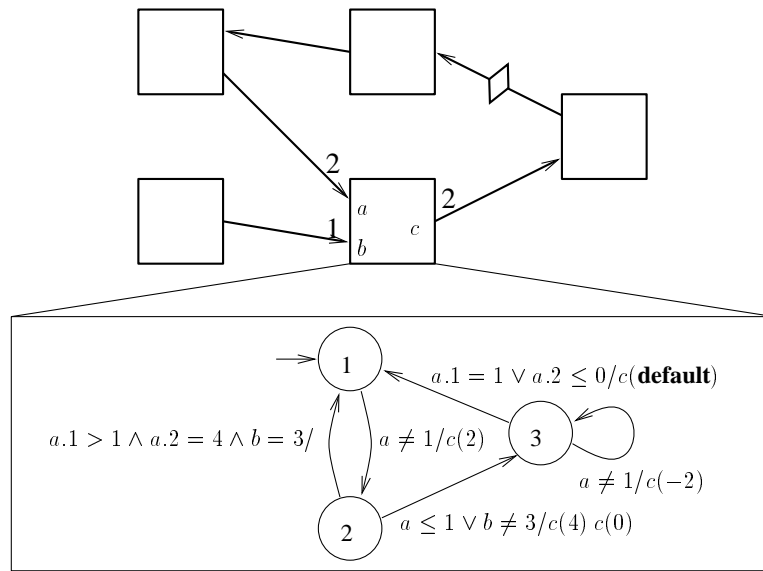 2
a
2
1
c
b
1
a.1 = 1 ∨ a.2 ≤ 0/c(default)
a.1 > 1 ∧ a.2 = 4 ∧ b = 3/
a ≠ 1/c(2)
3
a ≠ 1/c(−2)
2
a ≤ 1 ∨ b ≠ 3/c(4) c(0)